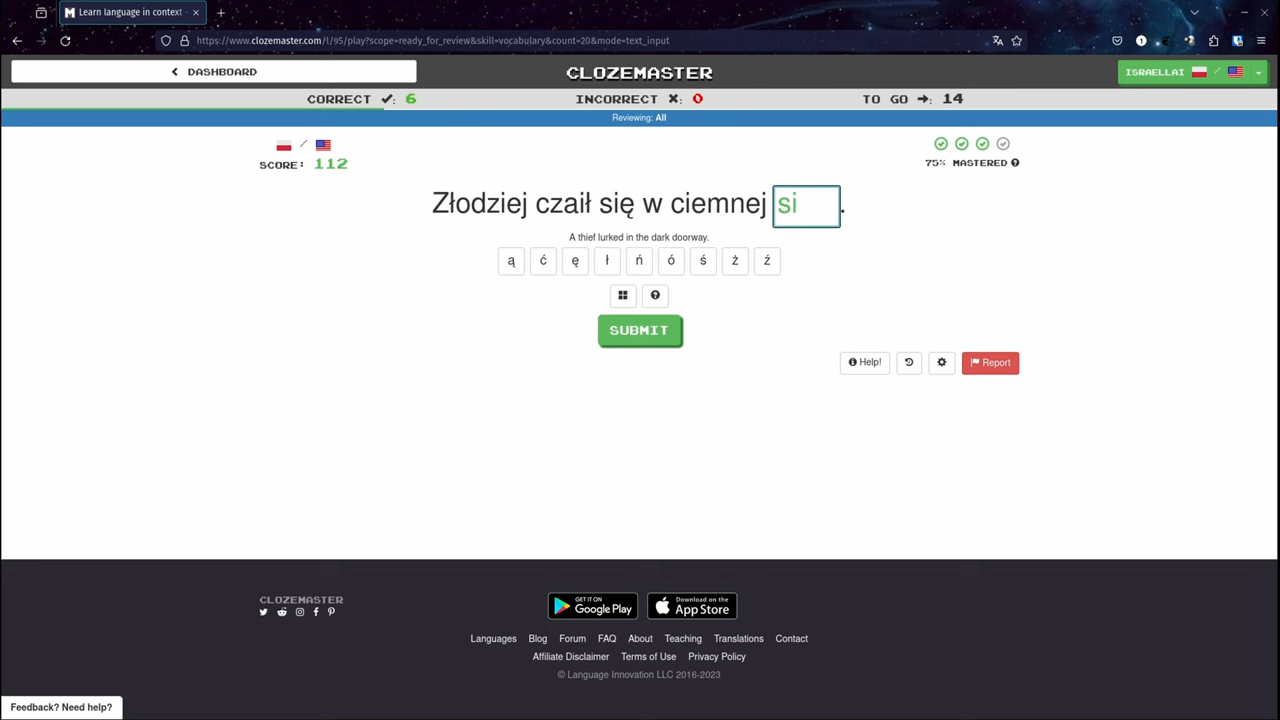 Learn language in context
https://www.clozemaster.com/l/95/play?scope=ready_for_review&skill=vocabulary&count=20&mode=text_input
1
DASHBOARD
CLOZEMASTER
ISRAELLAI /
CORRECT : 6
INCORRECT : 0
TO GO : 14
Reviewing: All
/
SCORE: 112
75% MASTERED
Złodziej czaił się w ciemnej si .
A thief lurked in the dark doorway.
ą ć ę ł ń ó ś ż ź
SUBMIT
Help!
Report
CLOZEMASTER
GET IT ON
Google Play
Download on the
App Store
Languages Blog Forum FAQ About Teaching Translations Contact
Affiliate Disclaimer Terms of Use Privacy Policy
© Language Innovation LLC 2016-2023
Feedback? Need help?